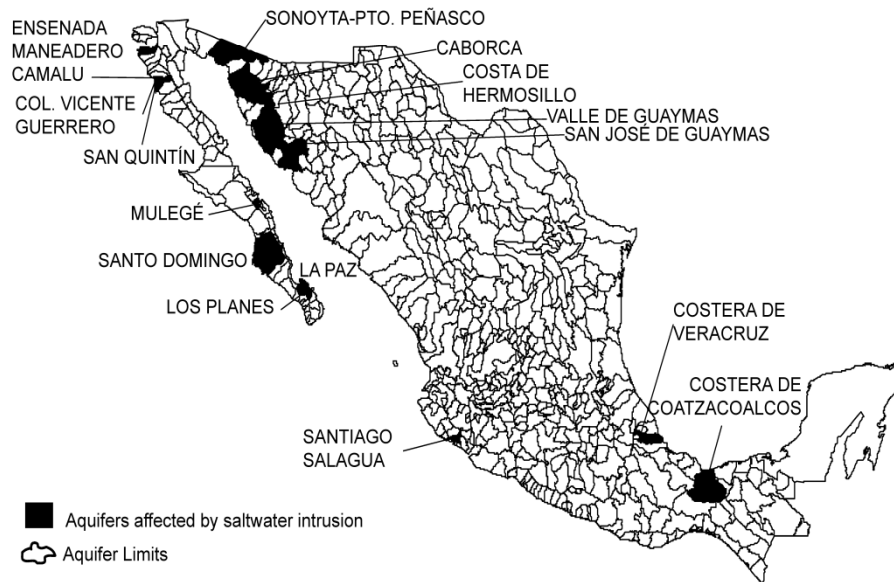 SONOYTA-PTO. PEÑASCO
ENSENADA
MANEADERO
CAMALU
COL. VICENTE
GUERRERO
SAN QUINTÍN
CABORCA
COSTA DE
HERMOSILLO
VALLE DE GUAYMAS
SAN JOSÉ DE GUAYMAS
MULEGÉ
SANTO DOMINGO
LA PAZ
LOS PLANES
COSTERA DE
VERACRUZ
COSTERA DE
COATZACOALCOS
SANTIAGO
SALAGUA
Aquifers affected by saltwater intrusion
Aquifer Limits